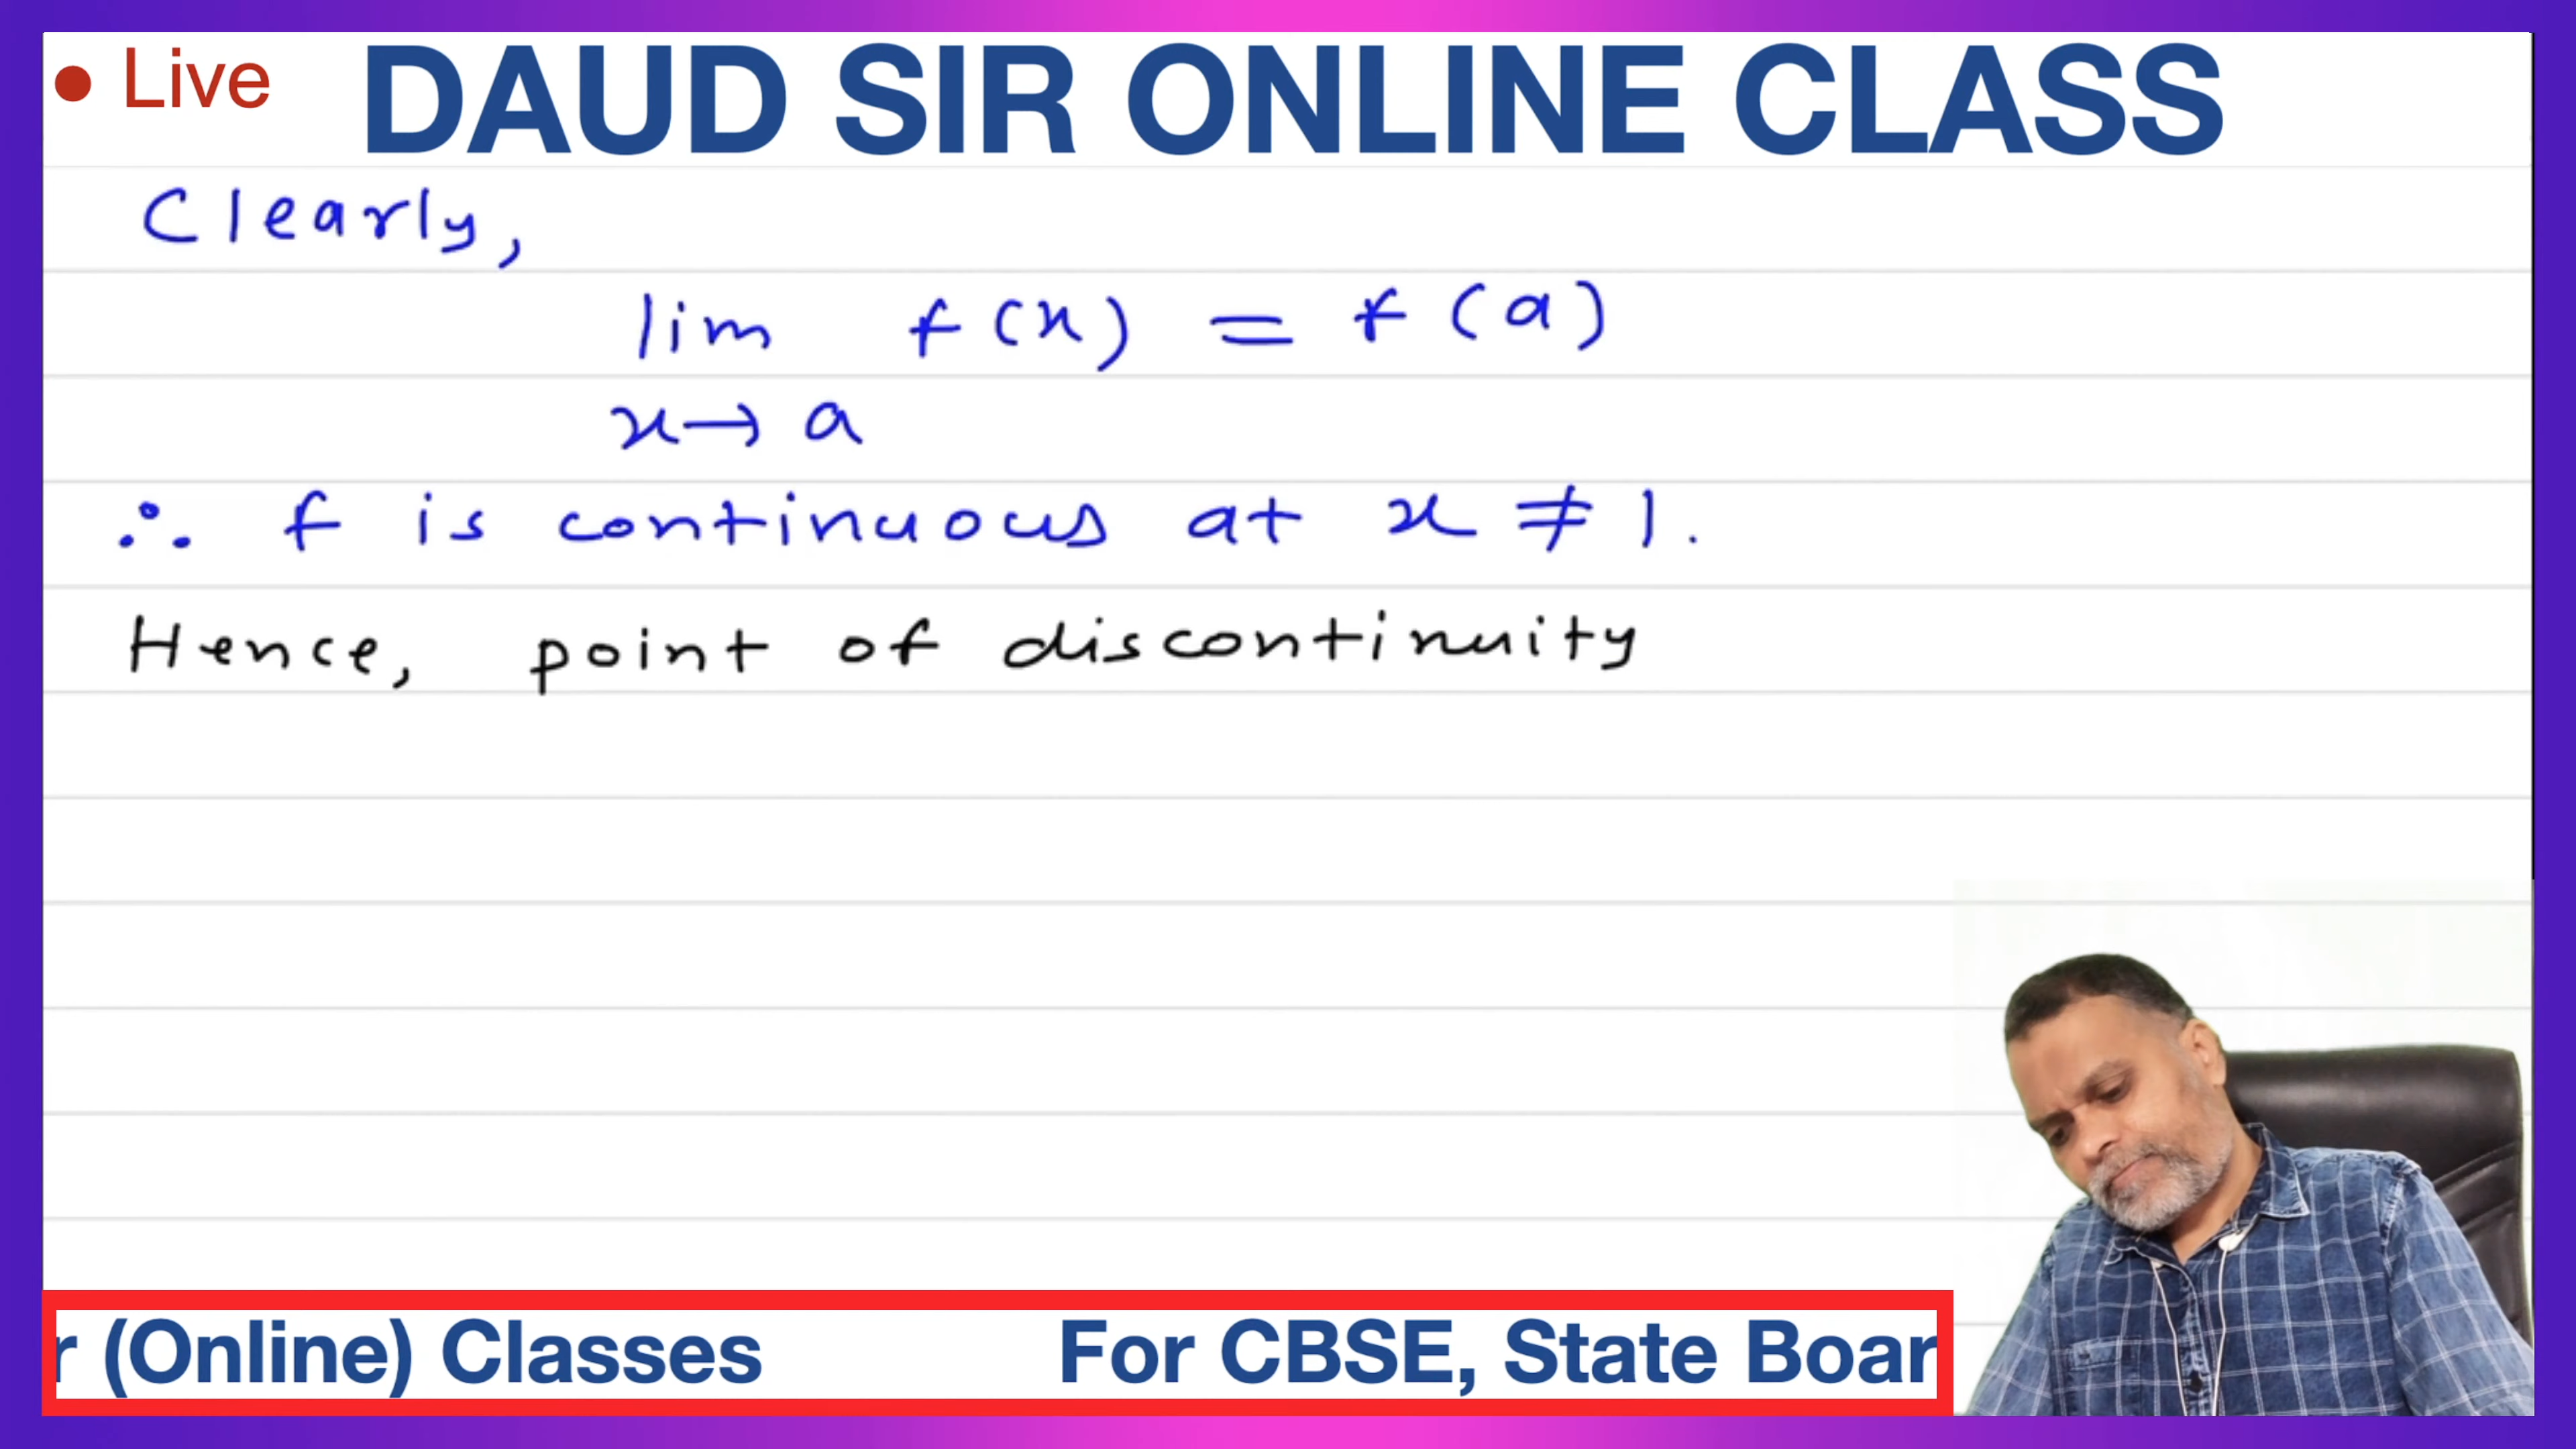 • Live DAUD SIR ONLINE CLASS
Clearly,
lim f(x) = f(a)
x→a
∴ f is continuous at x ≠ 1.
Hence, point of discontinuity
r (Online) Classes For CBSE, State Boar